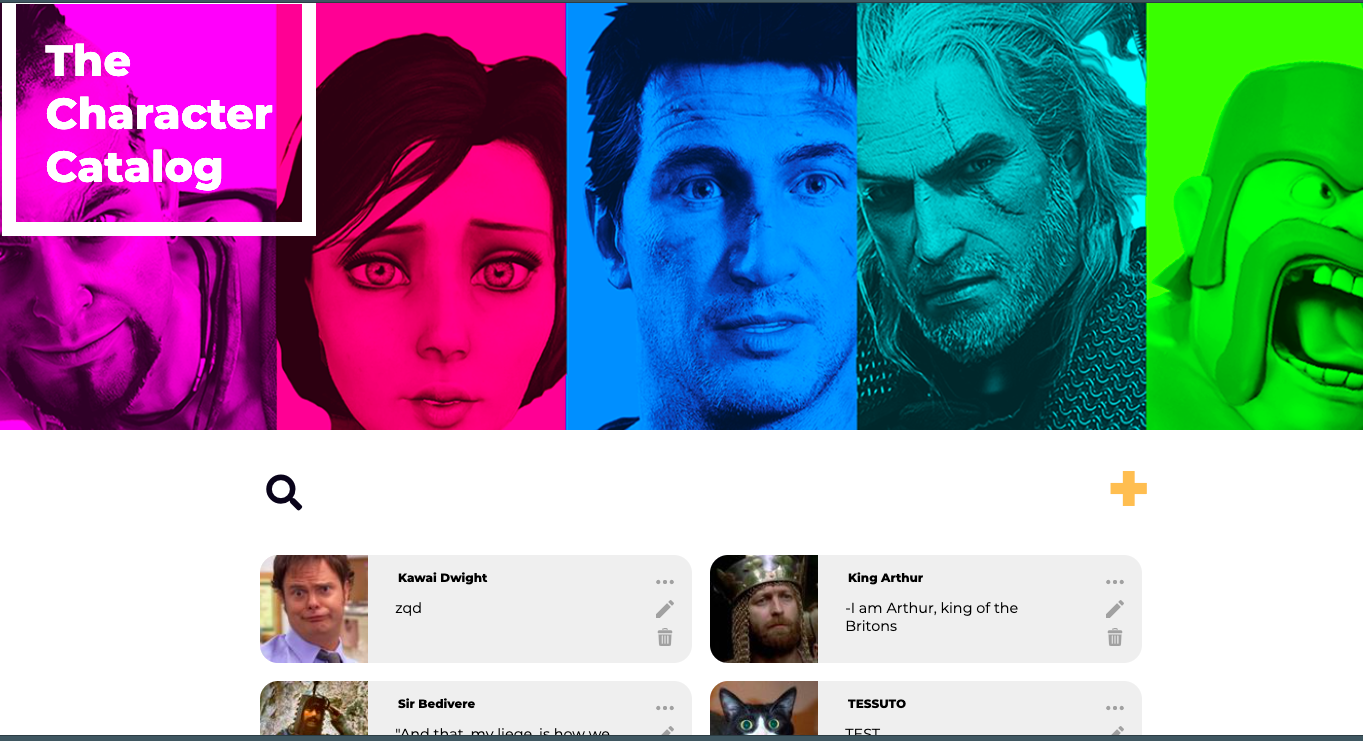 The
Character
Catalog
Kawai Dwight
zqd
King Arthur
-I am Arthur, king of the
Britons
Sir Bedivere
"And that, my liege, is how we
TESSUTO
TEST